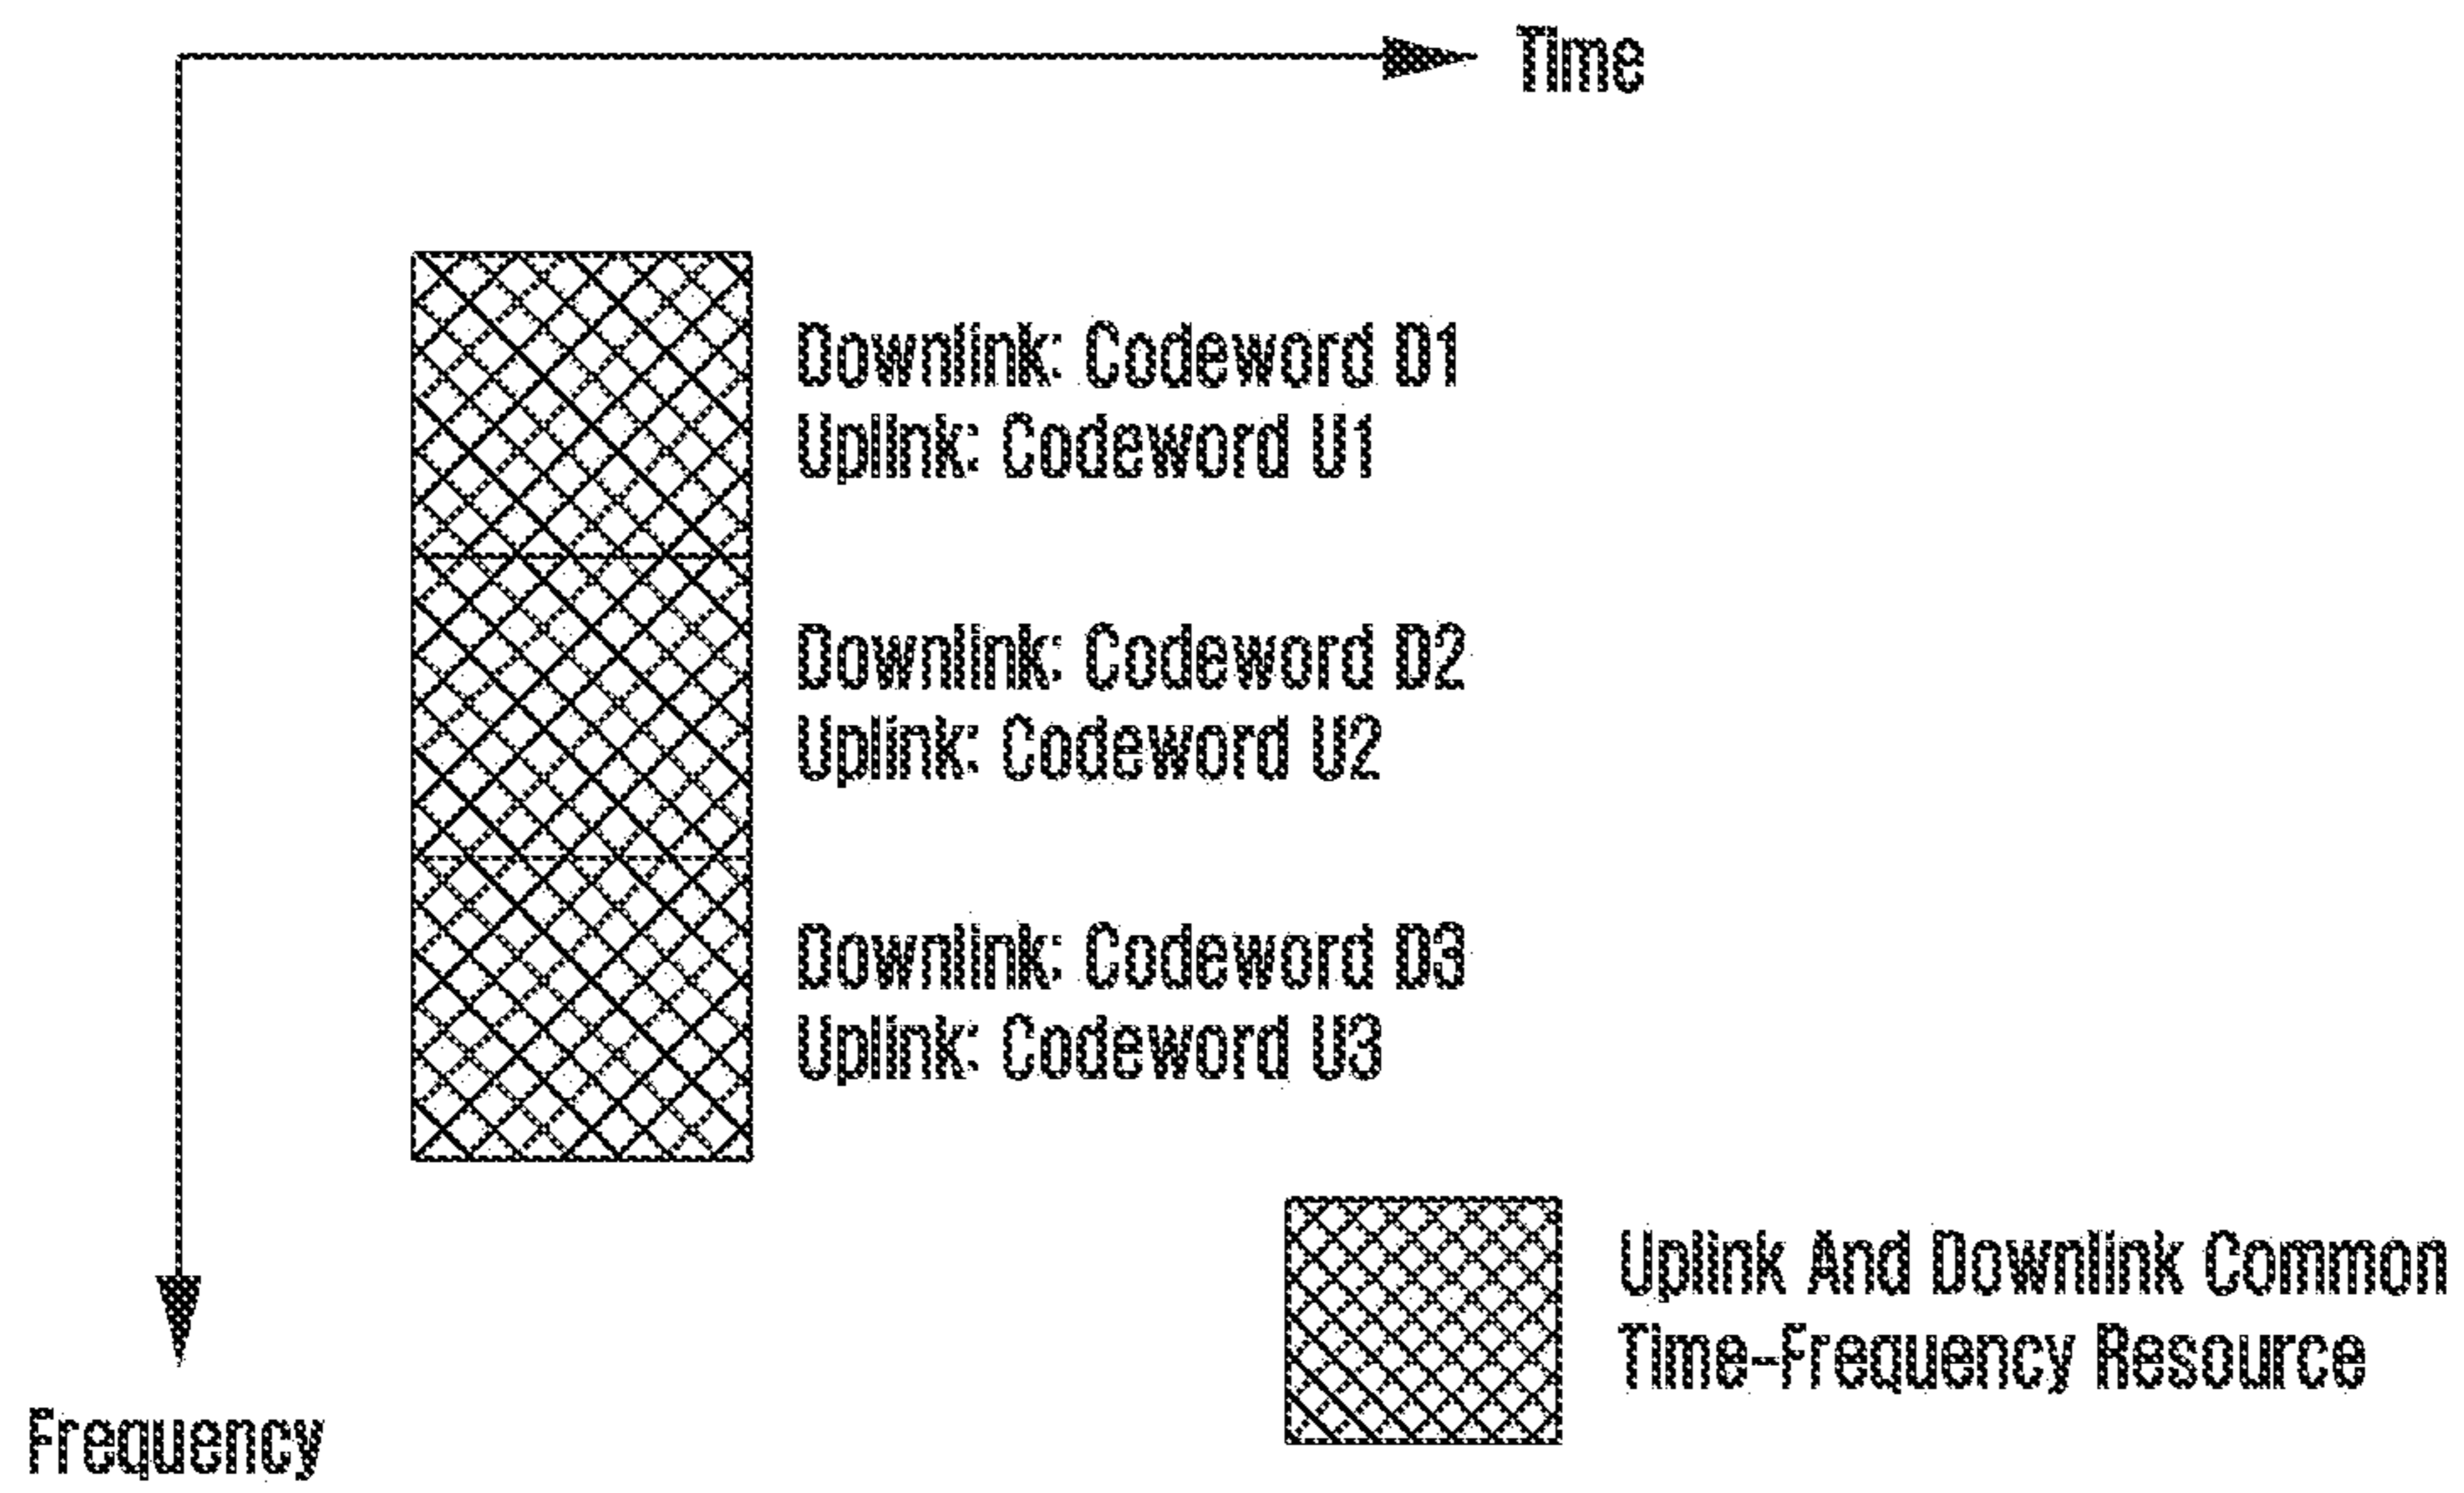 Time
Downlink: Codeword D1
Uplink: Codeword U1
Downlink: Codeword D2
Uplink: Codeword U2
Downlink: Codeword D3
Uplink: Codeword U3
Uplink And Downlink Common
Time-Frequency Resource
Frequency